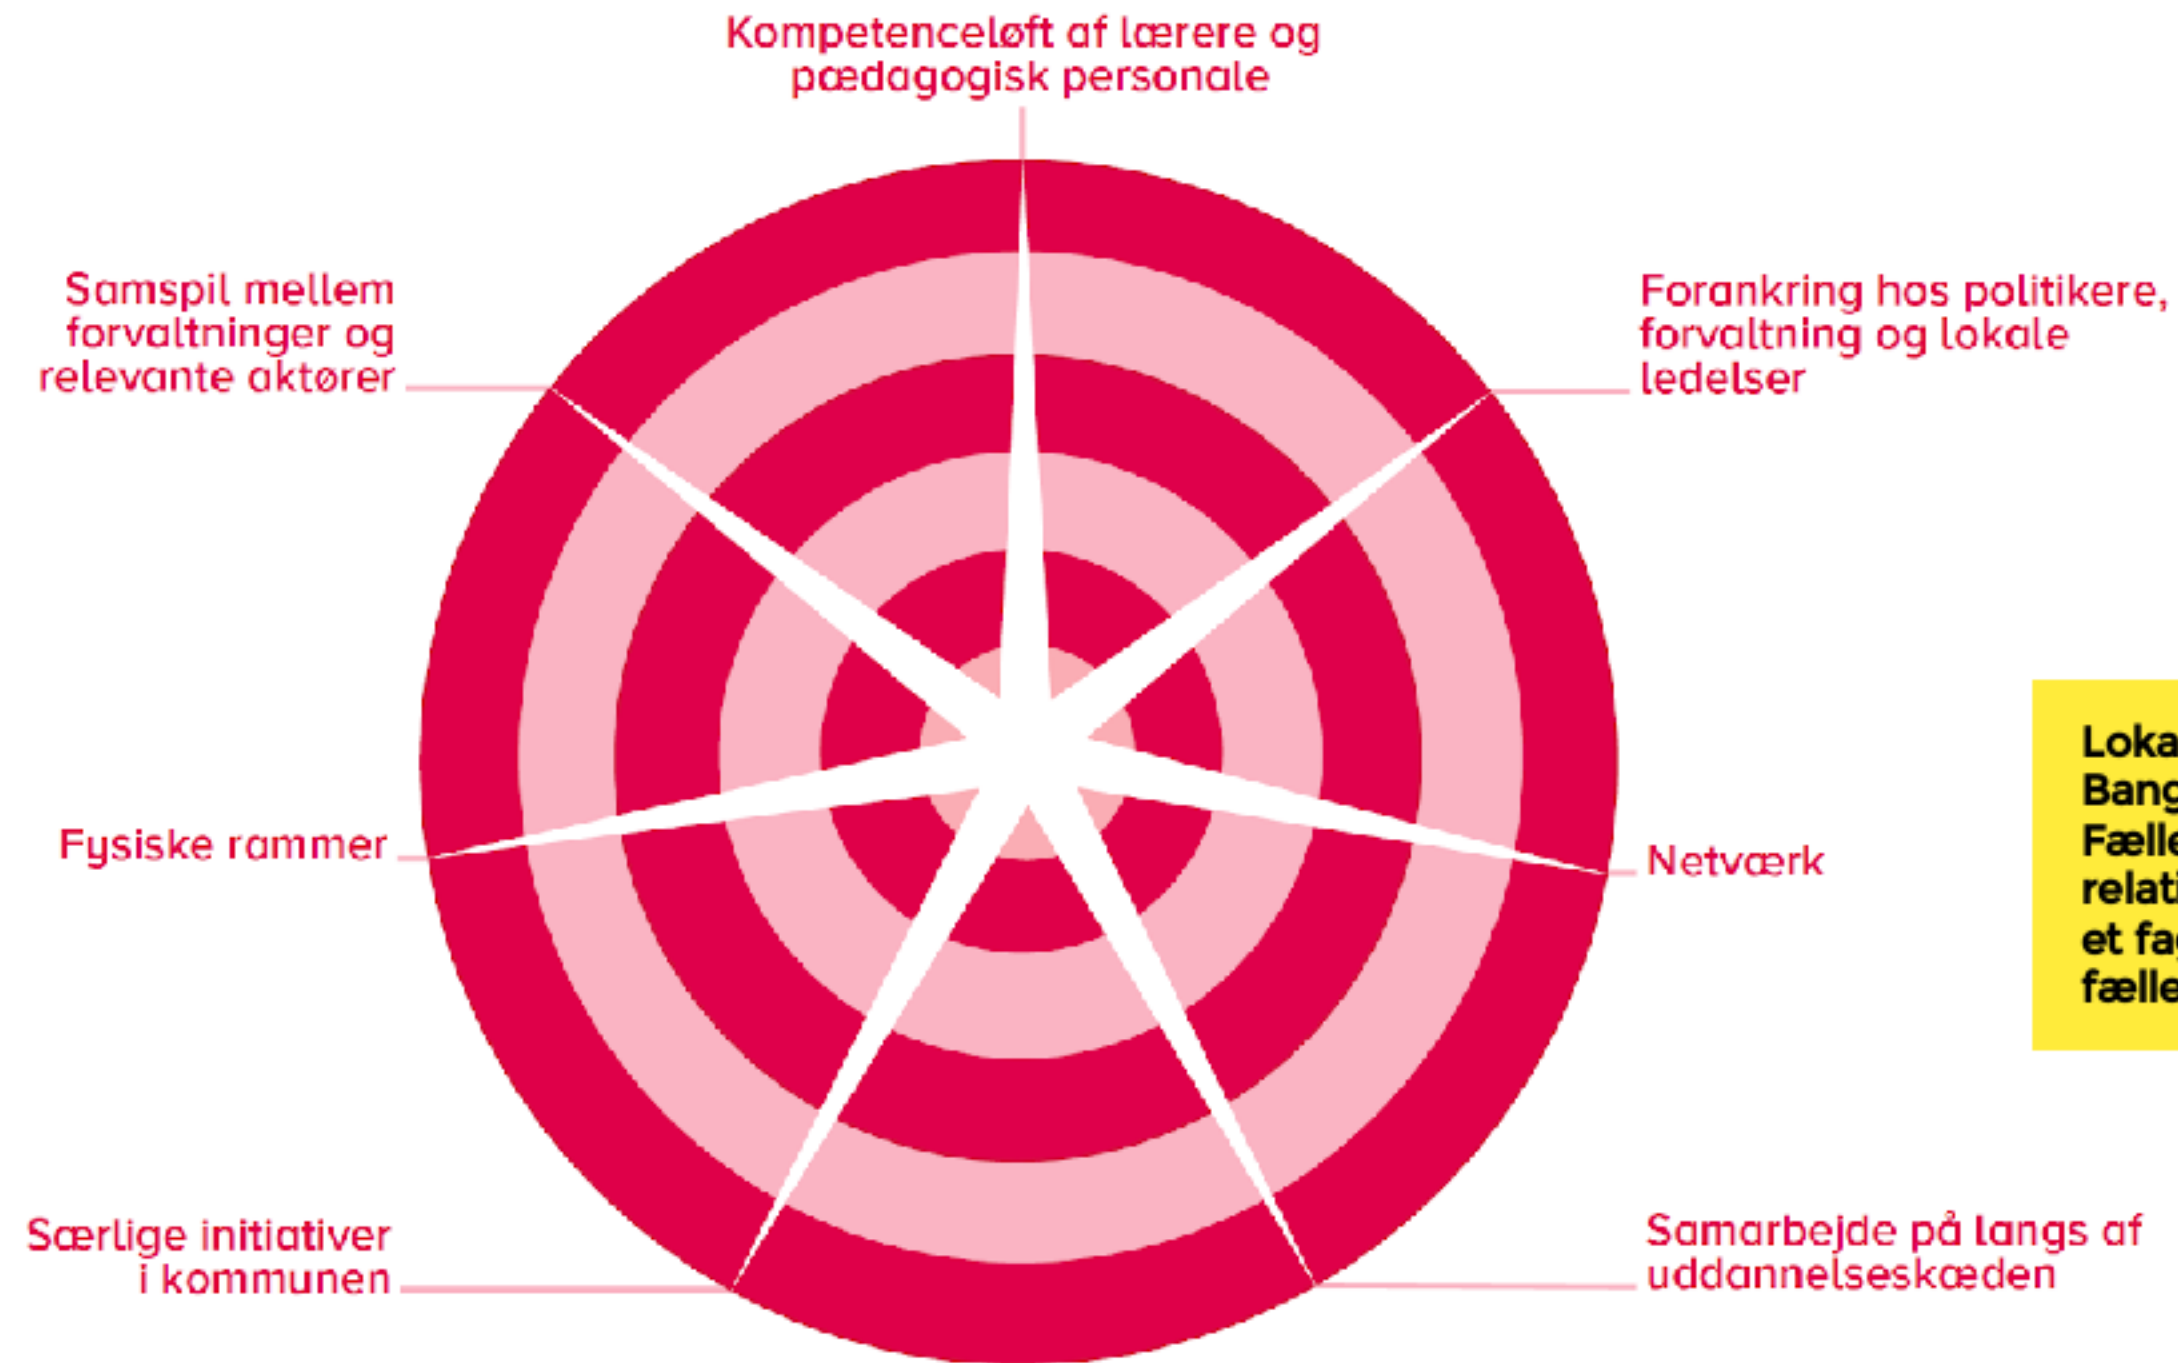 Kompetenceløft af lærere og
pædagogisk personale
Samspil mellem
forvaltninger og
relevante aktører
Forankring hos politikere,
forvaltning og lokale
ledelser
Fysiske rammer
Netværk
Særlige initiativer
i kommunen
Samarbejde på langs af
uddannelseskæden
et